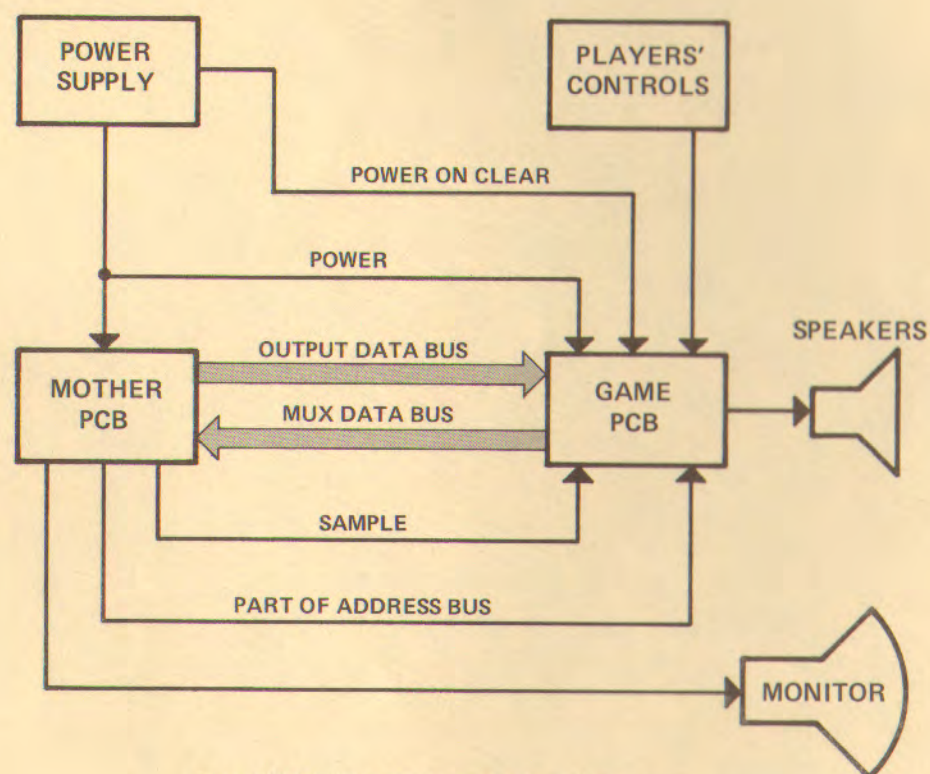 POWER
SUPPLY
PLAYERS'
CONTROLS
POWER ON CLEAR
POWER
SPEAKERS
OUTPUT DATA BUS
MOTHER
PCB
MUX DATA BUS
GAME
PCB
SAMPLE
PART OF ADDRESS BUS
MONITOR